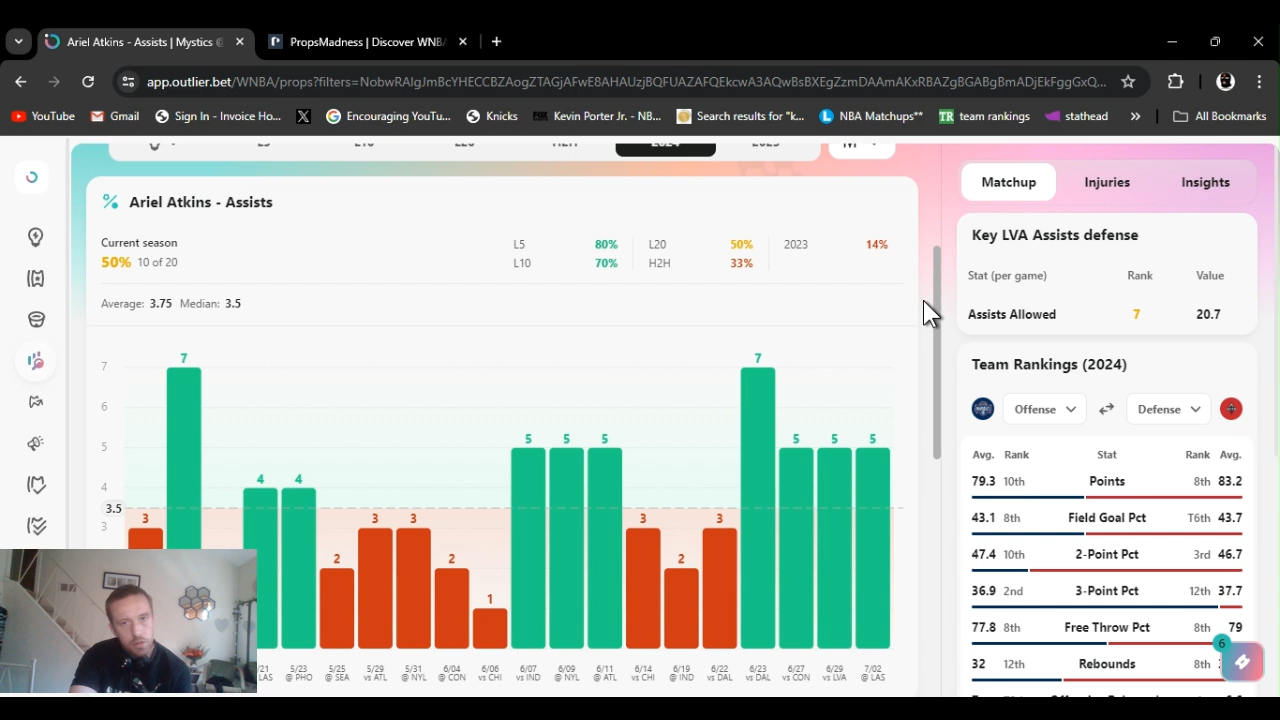 Ariel Atkins - Assists | Mystics @
PropsMadness | Discover WNBA
app.outlier.bet/WNBA/props?filters=NobwRAlgJmBcYHECCBZAogZTAGjAFwE8AHAUzjBQFUAZAFQEkcwA3AQwBsBXEgZzmDAAmAKxRBAZgBGABgBmADjEkFggGxQ...
YouTube Gmail Sign In - Invoice Ho... Encouraging YouTu... Knicks Kevin Porter Jr. - NB... Search results for "k... NBA Matchups** team rankings stathead » All Bookmarks
L5 L10 L20 H2H 2024 2023
Matchup Injuries Insights
Ariel Atkins - Assists
Current season
50% 10 of 20
L5 80% L20 50% 2023 14%
L10 70% H2H 33%
Average: 3.75 Median: 3.5
Key LVA Assists defense
Stat (per game) Rank Value
Assists Allowed 7 20.7
7
6
5
4
3.5
3
3 7 4 4 2 3 3 2 1 5 5 5 3 2 3 7 5 5 5
/21 5/23 5/25 5/29 5/31 6/04 6/06 6/07 6/09 6/11 6/14 6/19 6/22 6/23 6/27 6/29 7/02
LAS @ PHO @ SEA vs ATL @ NYL @ CON vs CHI vs IND @ NYL @ ATL vs CHI @ IND vs DAL vs DAL vs CON vs LVA @ LAS
Team Rankings (2024)
Offense Defense
Avg. Rank Stat Rank Avg.
79.3 10th Points 8th 83.2
43.1 8th Field Goal Pct T6th 43.7
47.4 10th 2-Point Pct 3rd 46.7
36.9 2nd 3-Point Pct 12th 37.7
77.8 8th Free Throw Pct 8th 79
32 12th Rebounds 8th
6